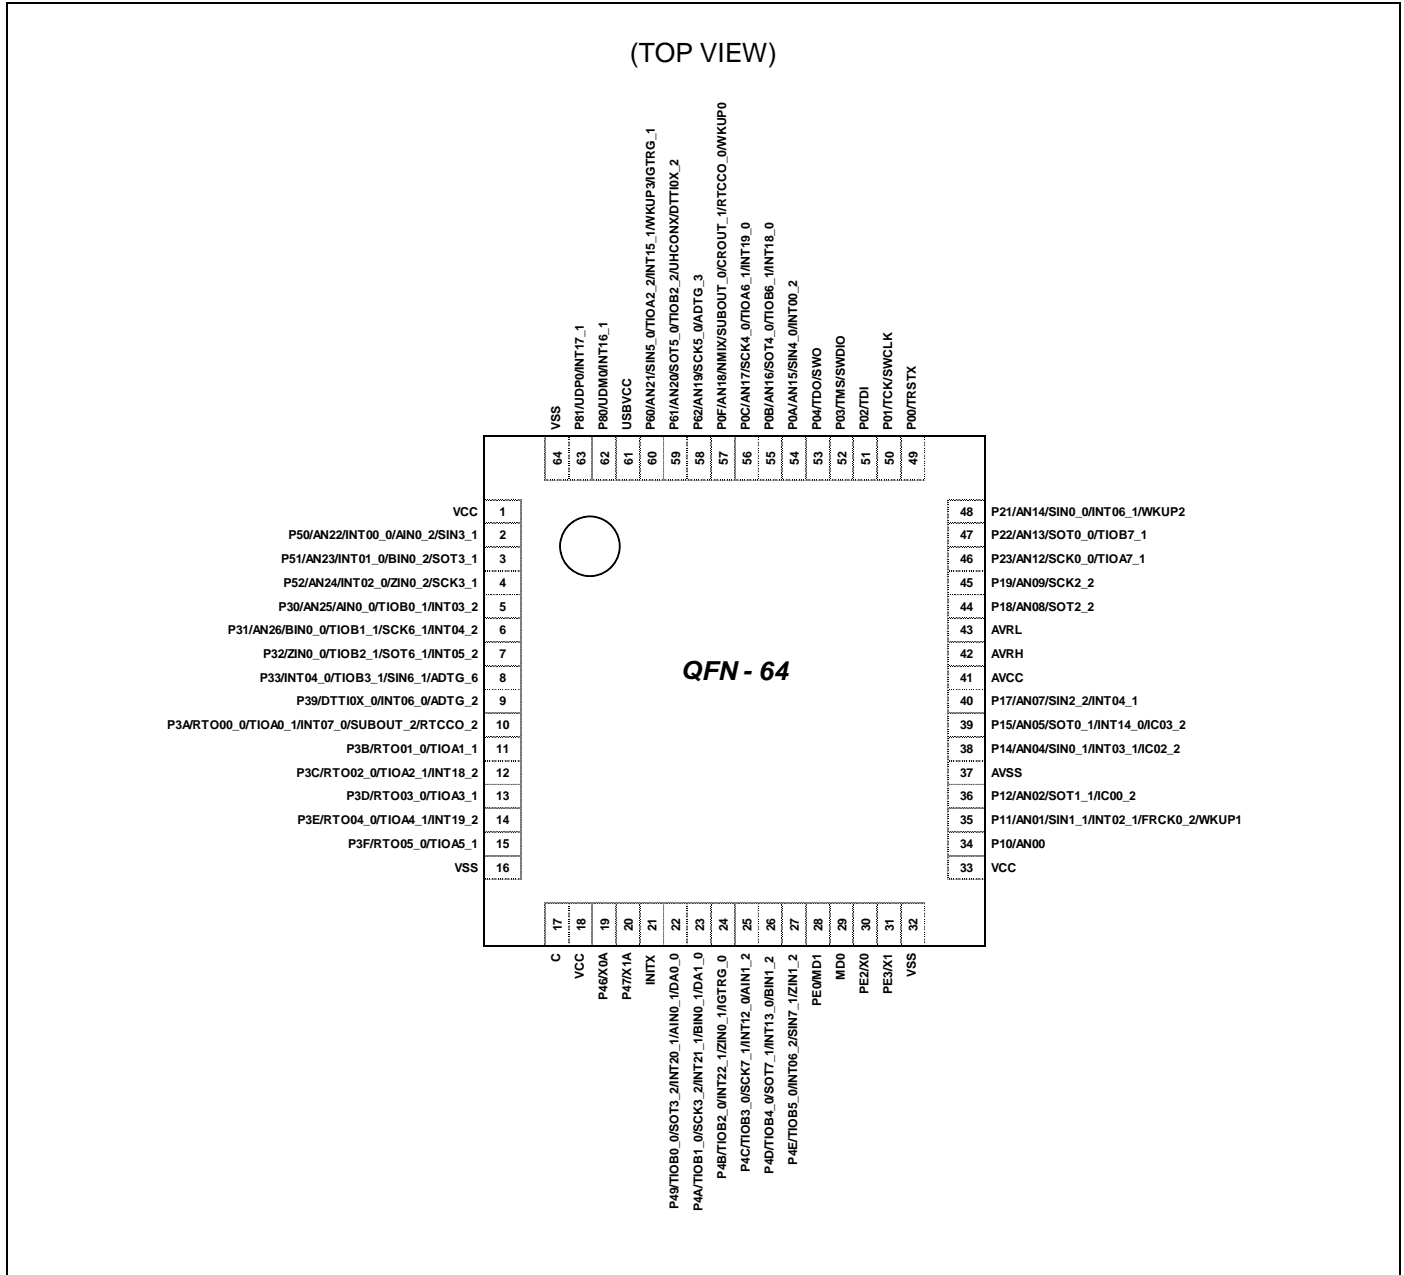 (TOP VIEW)
VSS
P81/UDP0/INT17_1
P80/UDM0/INT16_1
USBVCC
P60/AN21/SIN5_0/TIOA2_2/INT15_1/WKUP3/IGTRG_1
P61/AN20/SOT5_0/TIOB2_2/UHCONX/DTTI0X_2
P62/AN19/SCK5_0/ADTG_3
P0F/AN18/NMIX/SUBOUT_0/CROUT_1/RTCCO_0/WKUP0
P0C/AN17/SCK4_0/TIOA6_1/INT19_0
P0B/AN16/SOT4_0/TIOB6_1/INT18_0
P0A/AN15/SIN4_0/INT00_2
P04/TDO/SWO
P03/TMS/SWDIO
P02/TDI
P01/TCK/SWCLK
P00/TRSTX
64
63
62
61
60
59
58
57
56
55
54
53
52
51
50
49
VCC 1
P50/AN22/INT00_0/AIN0_2/SIN3_1 2
P51/AN23/INT01_0/BIN0_2/SOT3_1 3
P52/AN24/INT02_0/ZIN0_2/SCK3_1 4
P30/AN25/AIN0_0/TIOB0_1/INT03_2 5
P31/AN26/BIN0_0/TIOB1_1/SCK6_1/INT04_2 6
P32/ZIN0_0/TIOB2_1/SOT6_1/INT05_2 7
P33/INT04_0/TIOB3_1/SIN6_1/ADTG_6 8
P39/DTTI0X_0/INT06_0/ADTG_2 9
P3A/RTO00_0/TIOA0_1/INT07_0/SUBOUT_2/RTCCO_2 10
P3B/RTO01_0/TIOA1_1 11
P3C/RTO02_0/TIOA2_1/INT18_2 12
P3D/RTO03_0/TIOA3_1 13
P3E/RTO04_0/TIOA4_1/INT19_2 14
P3F/RTO05_0/TIOA5_1 15
VSS 16
QFN - 64
48 P21/AN14/SIN0_0/INT06_1/WKUP2
47 P22/AN13/SOT0_0/TIOB7_1
46 P23/AN12/SCK0_0/TIOA7_1
45 P19/AN09/SCK2_2
44 P18/AN08/SOT2_2
43 AVRL
42 AVRH
41 AVCC
40 P17/AN07/SIN2_2/INT04_1
39 P15/AN05/SOT0_1/INT14_0/IC03_2
38 P14/AN04/SIN0_1/INT03_1/IC02_2
37 AVSS
36 P12/AN02/SOT1_1/IC00_2
35 P11/AN01/SIN1_1/INT02_1/FRCK0_2/WKUP1
34 P10/AN00
33 VCC
17
18
19
20
21
22
23
24
25
26
27
28
29
30
31
32
C
VCC
P46/X0A
P47/X1A
INITX
P49/TIOB0_0/SOT3_2/INT20_1/AIN0_1/DA0_0
P4A/TIOB1_0/SCK3_2/INT21_1/BIN0_1/DA1_0
P4B/TIOB2_0/INT22_1/ZIN0_1/IGTRG_0
P4C/TIOB3_0/SCK7_1/INT12_0/AIN1_2
P4D/TIOB4_0/SOT7_1/INT13_0/BIN1_2
P4E/TIOB5_0/INT06_2/SIN7_1/ZIN1_2
PE0/MD1
MD0
PE2/X0
PE3/X1
VSS